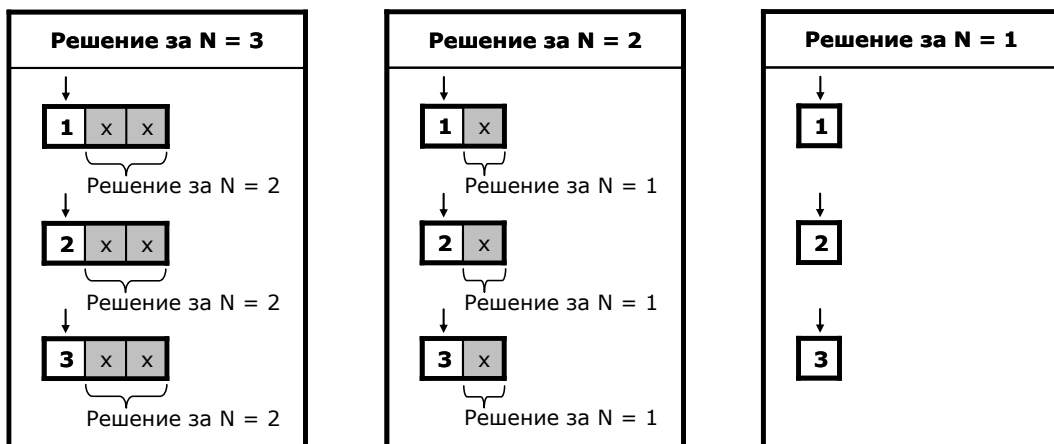 Решение за N = 3
1 x x
Решение за N = 2
2 x x
Решение за N = 2
3 x x
Решение за N = 2
Решение за N = 2
1 x
Решение за N = 1
2 x
Решение за N = 1
3 x
Решение за N = 1
Решение за N = 1
1
2
3